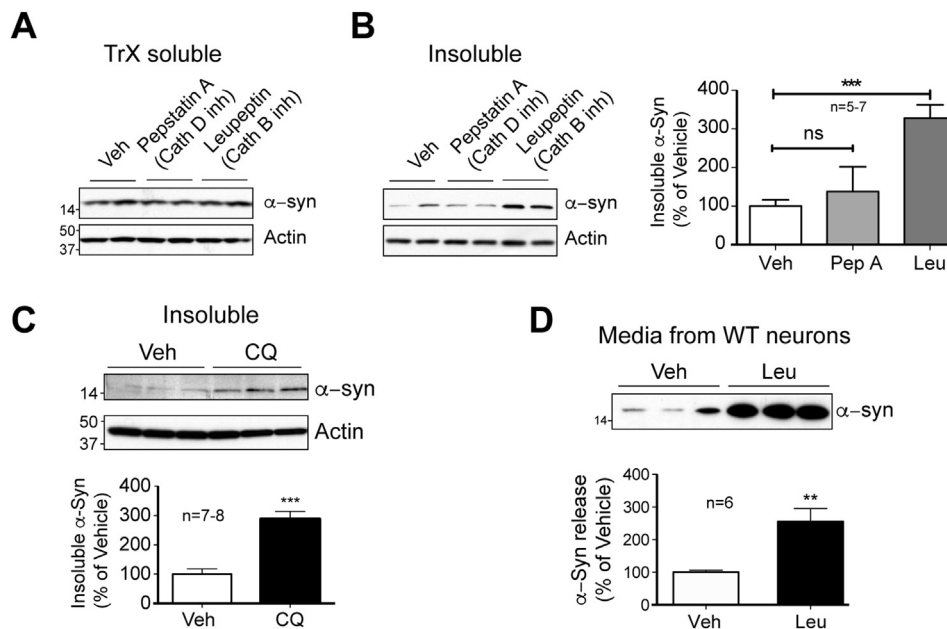 A
TrX soluble
Veh
Pepstatin A
(Cath D inh)
Leupeptin
(Cath B inh)
14
α–syn
50
37
Actin
B
Insoluble
Veh
Pepstatin A
(Cath D inh)
Leupeptin
(Cath B inh)
14
α–syn
50
37
Actin
Insoluble α-Syn
(% of Vehicle)
400
300
200
100
0
***
n=5-7
ns
Veh Pep A Leu
C
Insoluble
Veh CQ
14
α–syn
50
37
Actin
Insoluble α-Syn
(% of Vehicle)
400
300
200
100
0
n=7-8
***
Veh CQ
D
Media from WT neurons
Veh Leu
14
α–syn
α–Syn release
(% of Vehicle)
400
300
200
100
0
n=6
**
Veh Leu